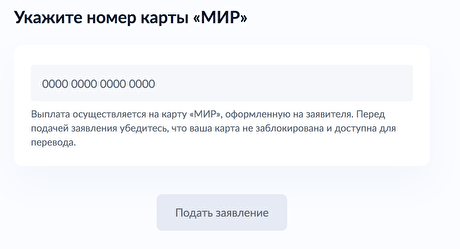 Укажите номер карты «МИР»
0000 0000 0000 0000
Выплата осуществляется на карту «МИР», оформленную на заявителя. Перед
подачей заявления убедитесь, что ваша карта не заблокирована и доступна для
перевода.
Подать заявление